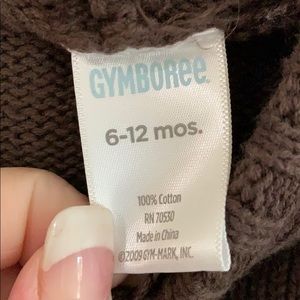 GYMBOREE
6-12 mos.
100% Cotton
RN 70530
Made in China
©2009 GYM-MARK, INC.